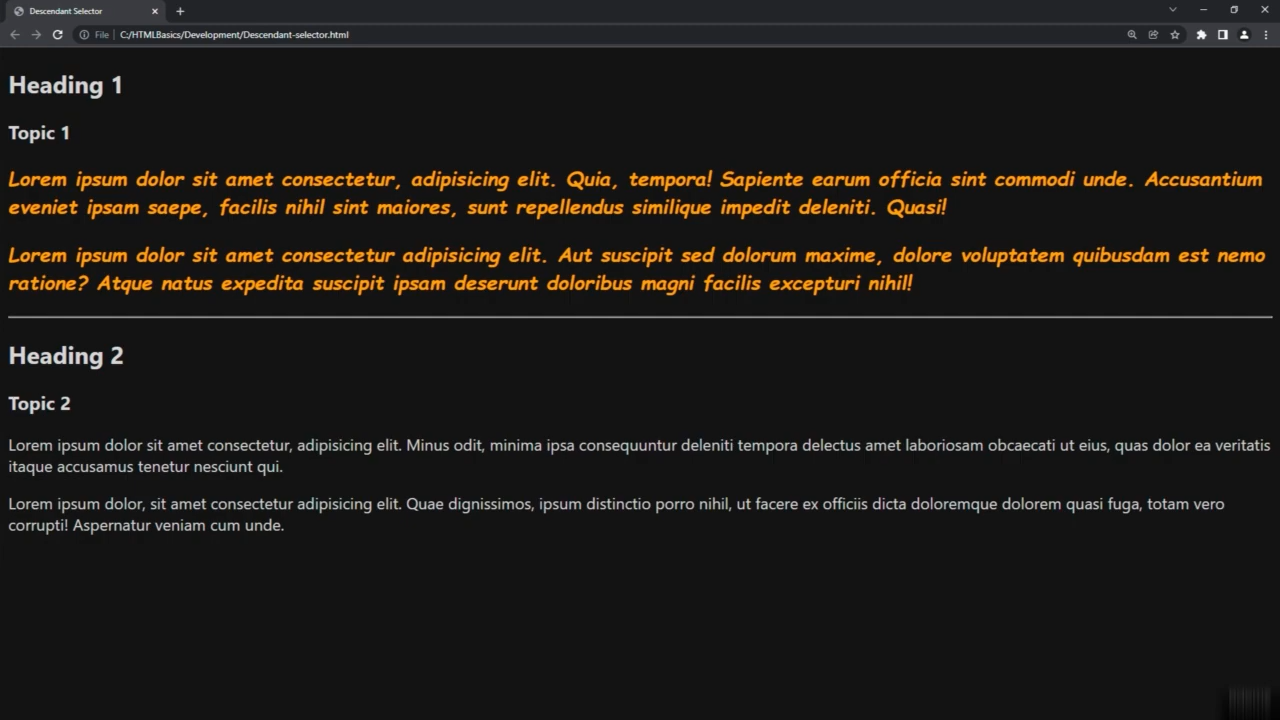 Descendant Selector
File
C:/HTMLBasics/Development/Descendant-selector.html
Heading 1
Topic 1
Lorem ipsum dolor sit amet consectetur, adipisicing elit. Quia, tempora! Sapiente earum officia sint commodi unde. Accusantium
eveniet ipsam saepe, facilis nihil sint maiores, sunt repellendus similique impedit deleniti. Quasi!
Lorem ipsum dolor sit amet consectetur adipisicing elit. Aut suscipit sed dolorum maxime, dolore voluptatem quibusdam est nemo
ratione? Atque natus expedita suscipit ipsam deserunt doloribus magni facilis excepturi nihil!
Heading 2
Topic 2
Lorem ipsum dolor sit amet consectetur, adipisicing elit. Minus odit, minima ipsa consequuntur deleniti tempora delectus amet laboriosam obcaecati ut eius, quas dolor ea veritatis
itaque accusamus tenetur nesciunt qui.
Lorem ipsum dolor, sit amet consectetur adipisicing elit. Quae dignissimos, ipsum distinctio porro nihil, ut facere ex officiis dicta doloremque dolorem quasi fuga, totam vero
corrupti! Aspernatur veniam cum unde.